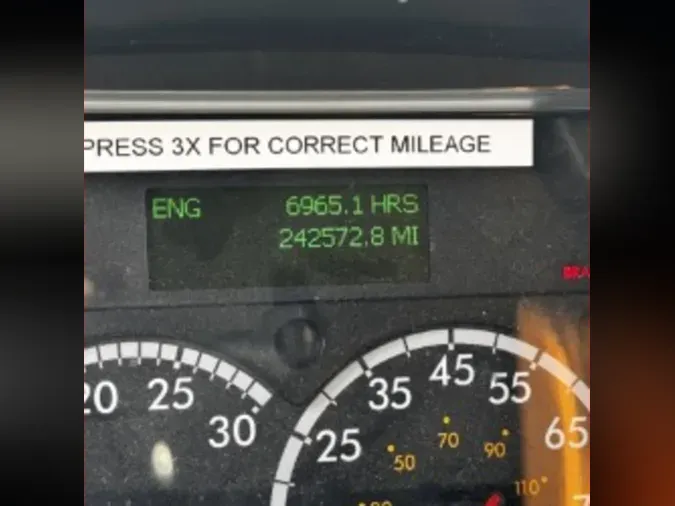 PRESS 3X FOR CORRECT MILEAGE
ENG 6965.1 HRS
242572.8 MI
BRA
20 25 30
25 35 45 55 65
50 70 90 110°